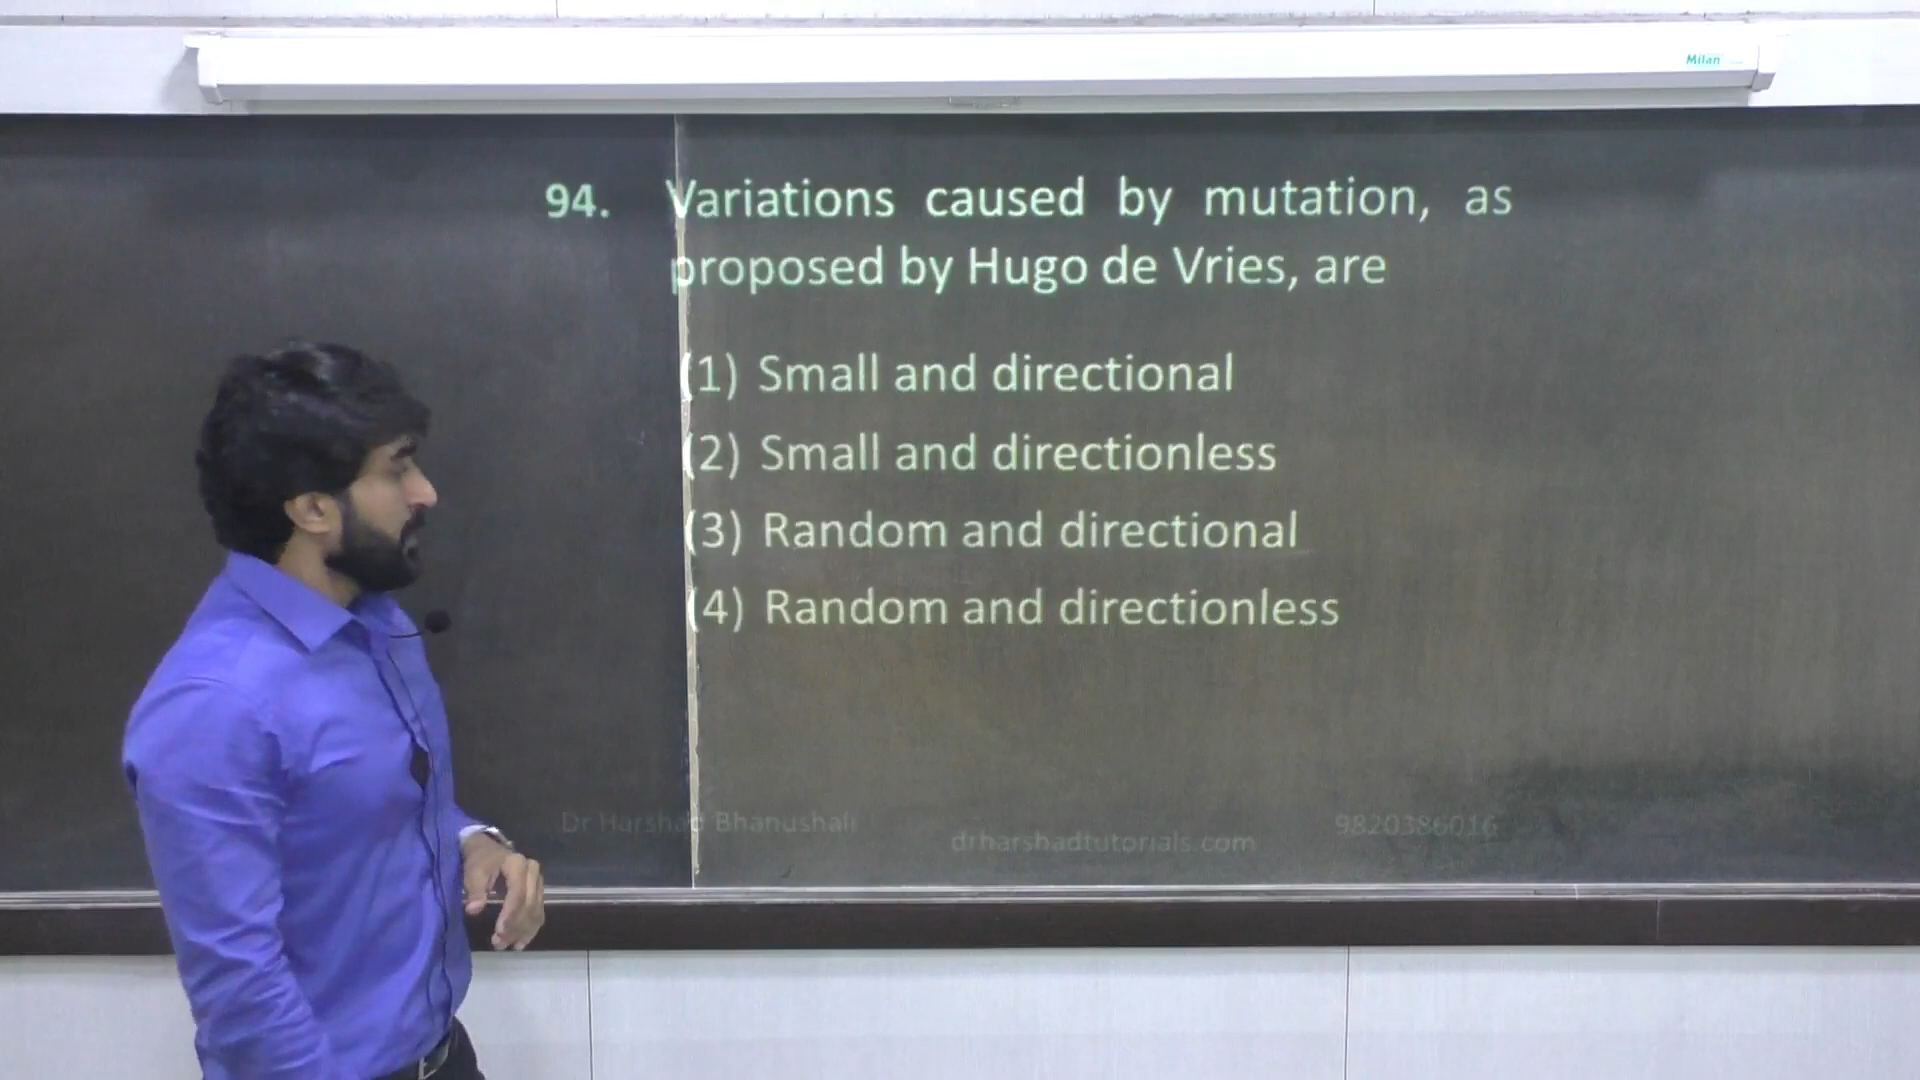 Milan
94. Variations caused by mutation, as
proposed by Hugo de Vries, are
(1) Small and directional
(2) Small and directionless
(3) Random and directional
(4) Random and directionless
Dr Harshad Bhanushali
drharshadtutorials.com
9820386016